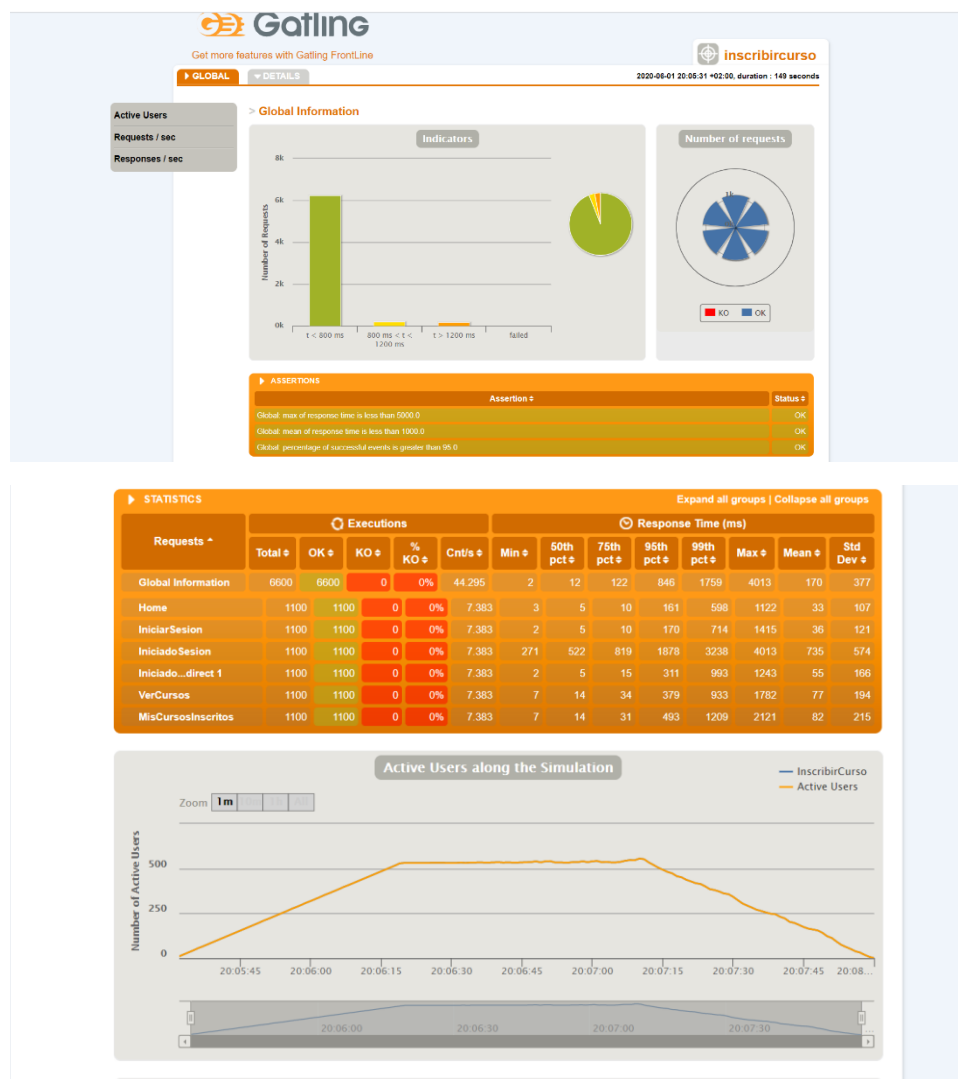 Gatling
Get more features with Gatling FrontLine
inscribircurso
GLOBAL DETAILS 2020-06-01 20:05:31 +02:00, duration : 149 seconds
Active Users
Requests / sec
Responses / sec
> Global Information
Indicators
Number of Requests
8k
6k
4k
2k
0k
t < 800 ms
800 ms < t < 1200 ms
t > 1200 ms
failed
Number of requests
1k
KO OK
ASSERTIONS
Assertion Status
Global: max of response time is less than 5000.0 OK
Global: mean of response time is less than 1000.0 OK
Global: percentage of successful events is greater than 95.0 OK
STATISTICS Expand all groups | Collapse all groups
Requests Executions Response Time (ms)
Total OK KO % KO Cnt/s Min 50th pct 75th pct 95th pct 99th pct Max Mean Std Dev
Global Information 6600 6600 0 0% 44.295 2 12 122 846 1759 4013 170 377
Home 1100 1100 0 0% 7.383 3 5 10 161 598 1122 33 107
IniciarSesion 1100 1100 0 0% 7.383 2 5 10 170 714 1415 36 121
IniciadoSesion 1100 1100 0 0% 7.383 271 522 819 1878 3238 4013 735 574
Iniciado...direct 1 1100 1100 0 0% 7.383 2 5 15 311 993 1243 55 166
VerCursos 1100 1100 0 0% 7.383 7 14 34 379 933 1782 77 194
MisCursosInscritos 1100 1100 0 0% 7.383 7 14 31 493 1209 2121 82 215
Active Users along the Simulation
InscribirCurso
Active Users
Zoom 1m
Number of Active Users
500
250
0
20:05:45 20:06:00 20:06:15 20:06:30 20:06:45 20:07:00 20:07:15 20:07:30 20:07:45 20:08...
20:06:00 20:06:30 20:07:00 20:07:30